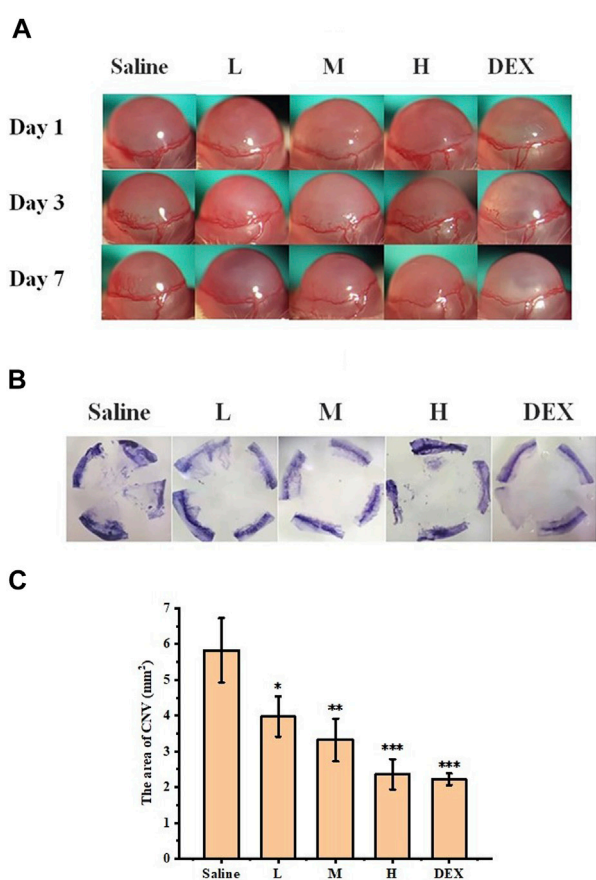 A
Saline L M H DEX
Day 1
Day 3
Day 7
B
Saline L M H DEX
C
The area of CNV (mm²)
7
6
5
4
3
2
1
0
*
**
***
***
Saline L M H DEX